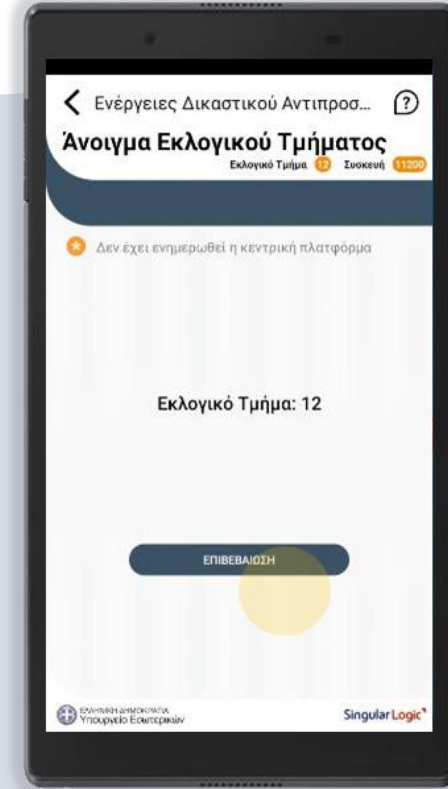 Ενέργειες Δικαστικού Αντιπροσ...
Άνοιγμα Εκλογικού Τμήματος
Εκλογικό Τμήμα 12 Συσκευή 11200
Δεν έχει ενημερωθεί η κεντρική πλατφόρμα
Εκλογικό Τμήμα: 12
ΕΠΙΒΕΒΑΙΩΣΗ
ΕΛΛΗΝΙΚΗ ΔΗΜΟΚΡΑΤΙΑ
Υπουργείο Εσωτερικών
SingularLogic